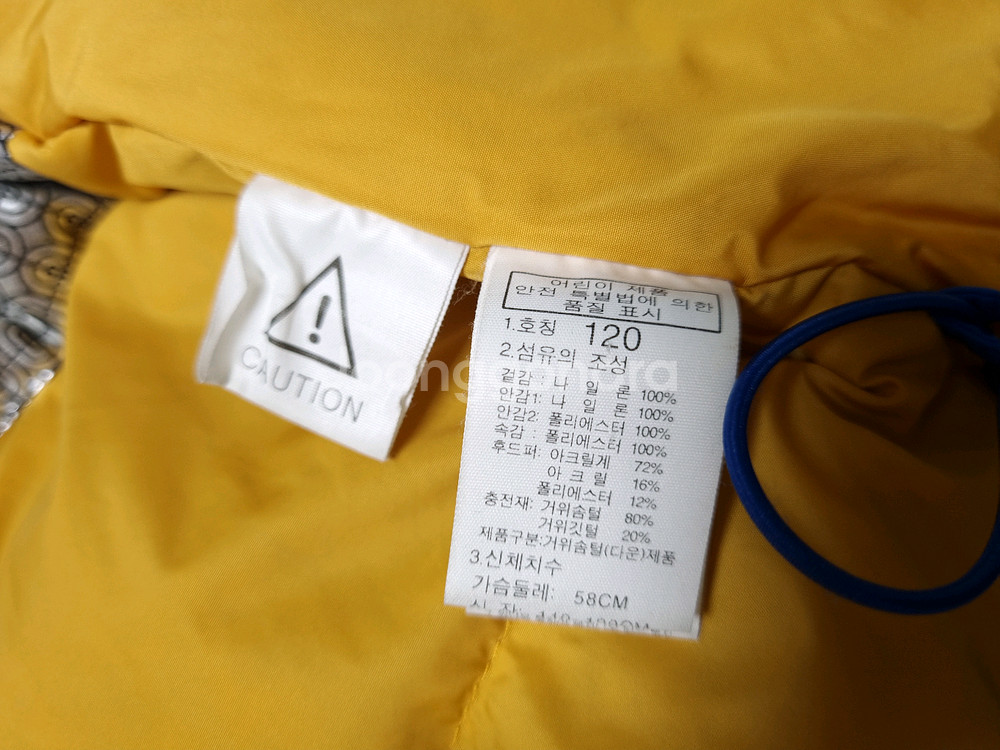 CAUTION
어린이 제품
안전 특별법에 의한
품질 표시
1.호칭 120
2.섬유의 조성
겉감 : 나 일 론 100%
안감1: 나 일 론 100%
안감2: 폴리에스터 100%
속감 : 폴리에스터 100%
후드퍼: 아크릴계 72%
아 크 릴 16%
폴리에스터 12%
충전재: 거위솜털 80%
거위깃털 20%
제품구분:거위솜털(다운)제품
3.신체치수
가슴둘레: 58CM